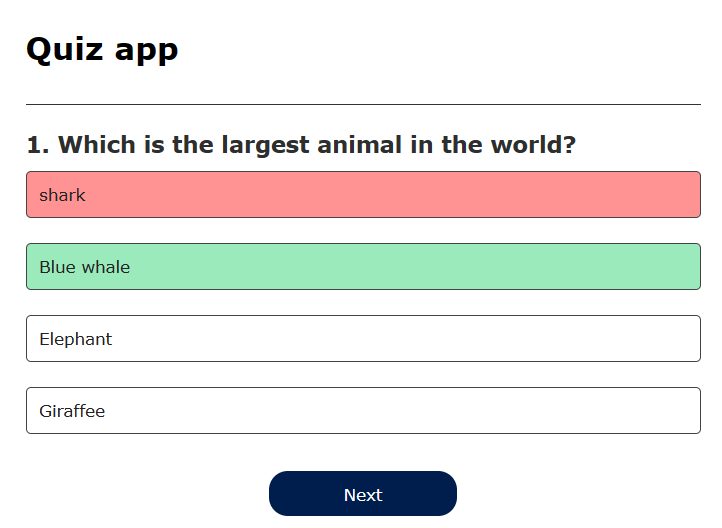 Quiz app
1. Which is the largest animal in the world?
shark
Blue whale
Elephant
Giraffee
Next